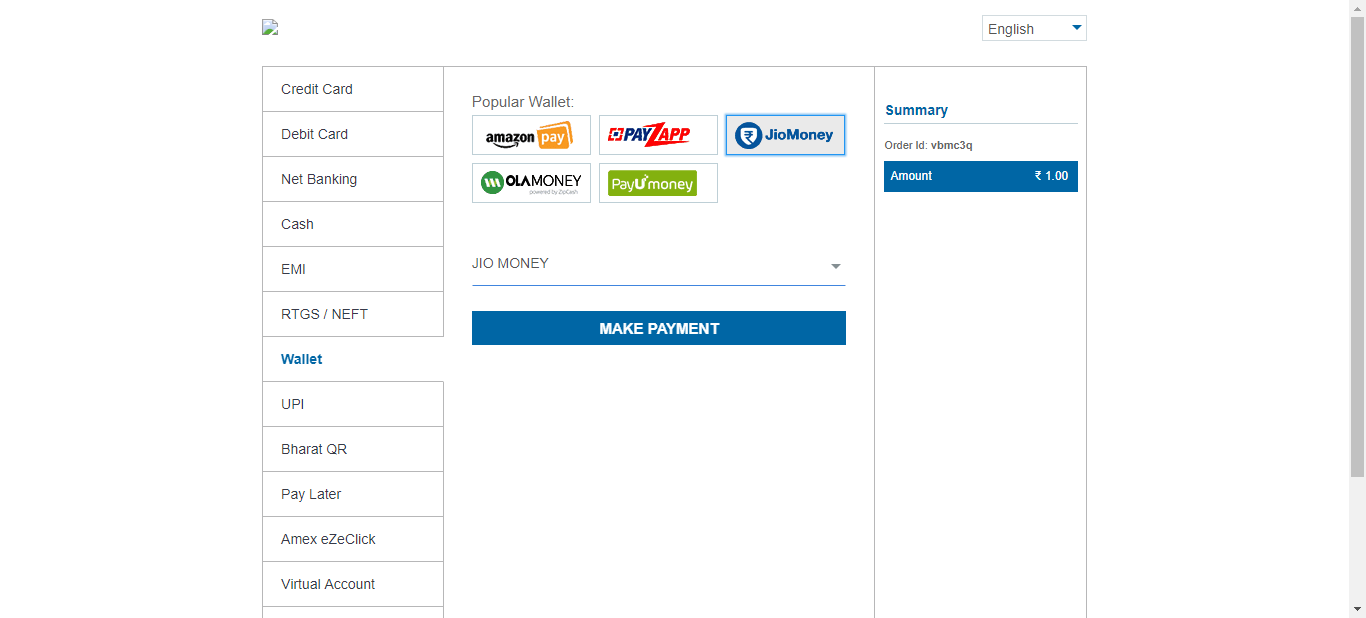 English
Credit Card
Debit Card
Net Banking
Cash
EMI
RTGS / NEFT
Wallet
UPI
Bharat QR
Pay Later
Amex eZeClick
Virtual Account
Popular Wallet:
amazon pay
PAYZAPP
JioMoney
OLAMONEY
powered by ZipCash
PayUmoney
JIO MONEY
MAKE PAYMENT
Summary
Order Id: vbmc3q
Amount ₹ 1.00